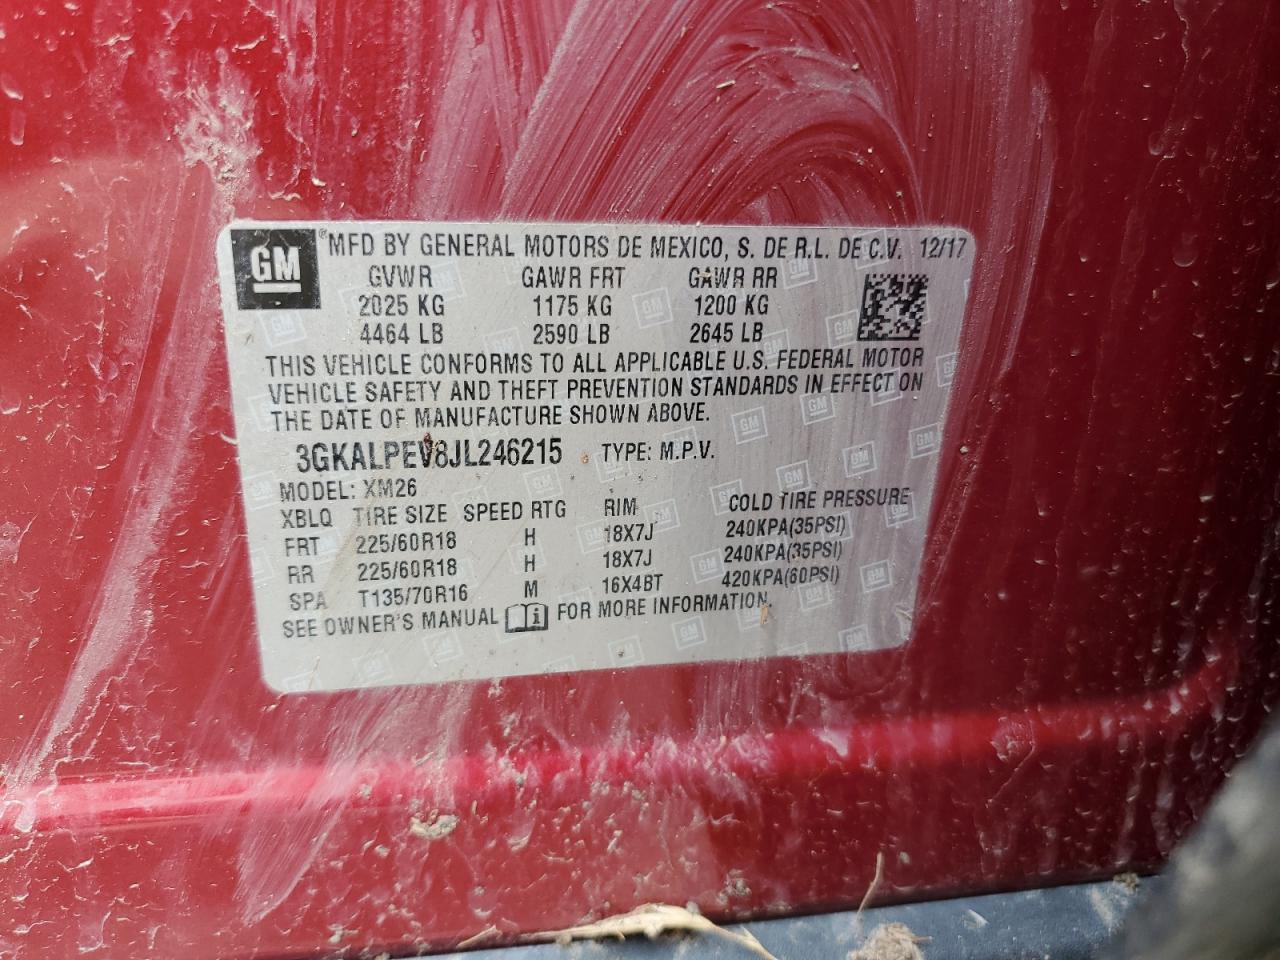 GM ® MFD BY GENERAL MOTORS DE MEXICO, S. DE R.L. DE C.V. 12/17
GVWR GAWR FRT GAWR RR
2025 KG 1175 KG 1200 KG
4464 LB 2590 LB 2645 LB
THIS VEHICLE CONFORMS TO ALL APPLICABLE U.S. FEDERAL MOTOR
VEHICLE SAFETY AND THEFT PREVENTION STANDARDS IN EFFECT ON
THE DATE OF MANUFACTURE SHOWN ABOVE.
3GKALPEV8JL246215 TYPE: M.P.V.
MODEL: XM26
XBLQ TIRE SIZE SPEED RTG RIM COLD TIRE PRESSURE
FRT 225/60R18 H 18X7J 240KPA(35PSI)
RR 225/60R18 H 18X7J 240KPA(35PSI)
SPA T135/70R16 M 16X4BT 420KPA(60PSI)
SEE OWNER'S MANUAL i FOR MORE INFORMATION.